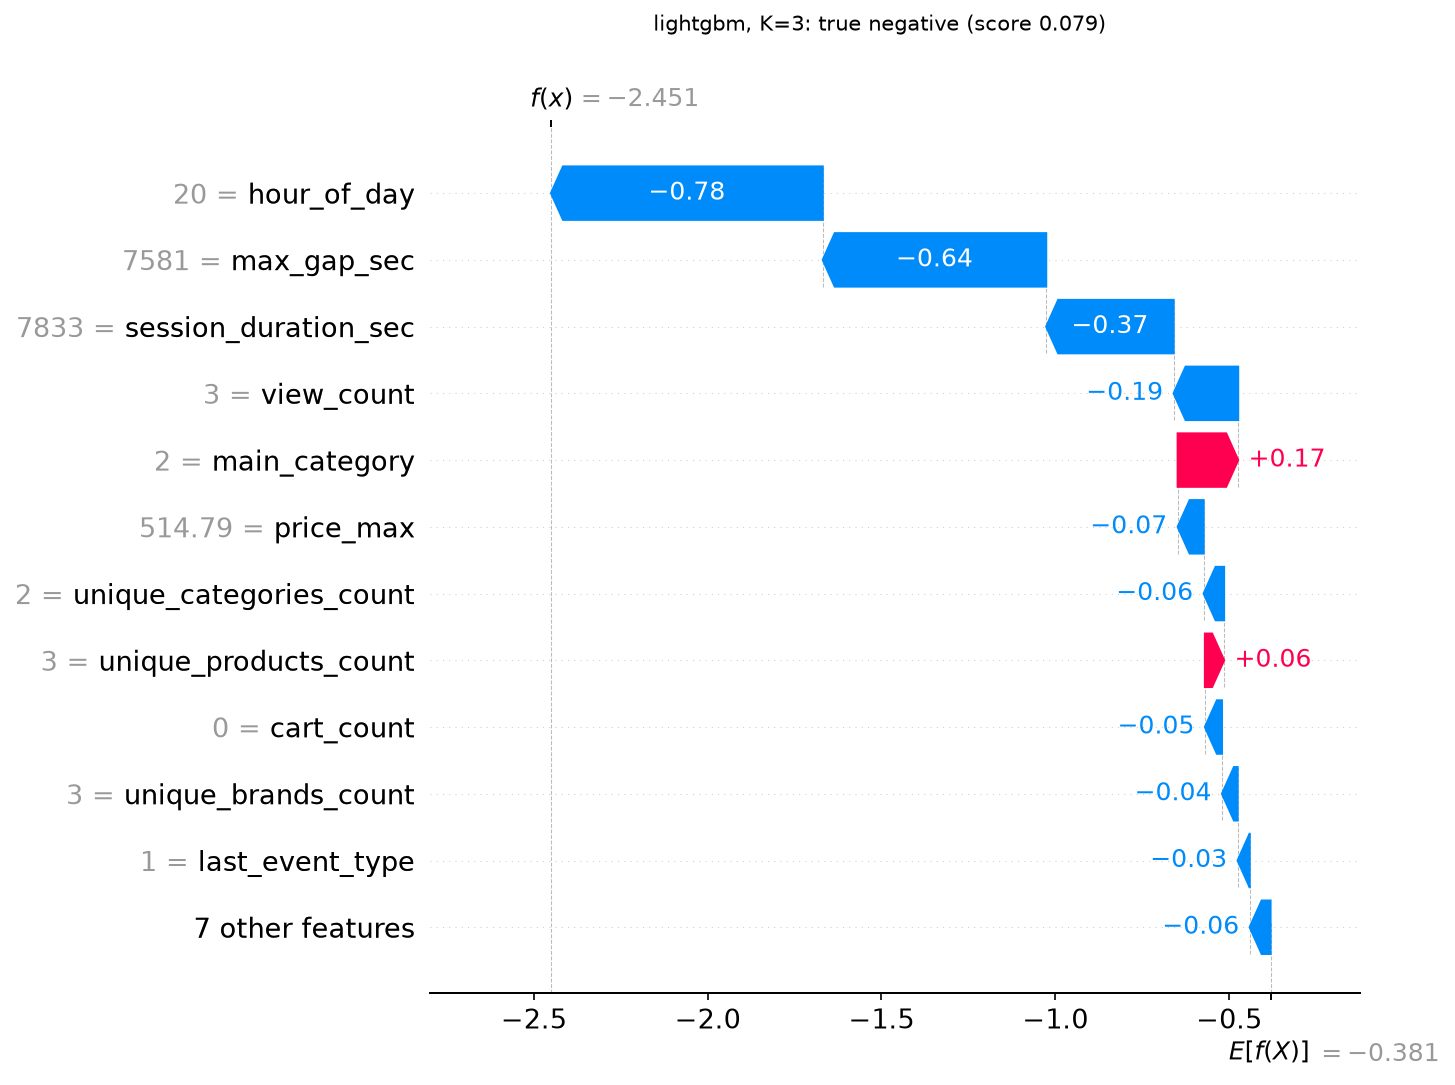 lightgbm, K=3: true negative (score 0.079)
f(x) = −2.451
20 = hour_of_day −0.78
7581 = max_gap_sec −0.64
7833 = session_duration_sec −0.37
3 = view_count −0.19
2 = main_category +0.17
514.79 = price_max −0.07
2 = unique_categories_count −0.06
3 = unique_products_count +0.06
0 = cart_count −0.05
3 = unique_brands_count −0.04
1 = last_event_type −0.03
7 other features −0.06
−2.5 −2.0 −1.5 −1.0 −0.5
E[f(X)] = −0.381